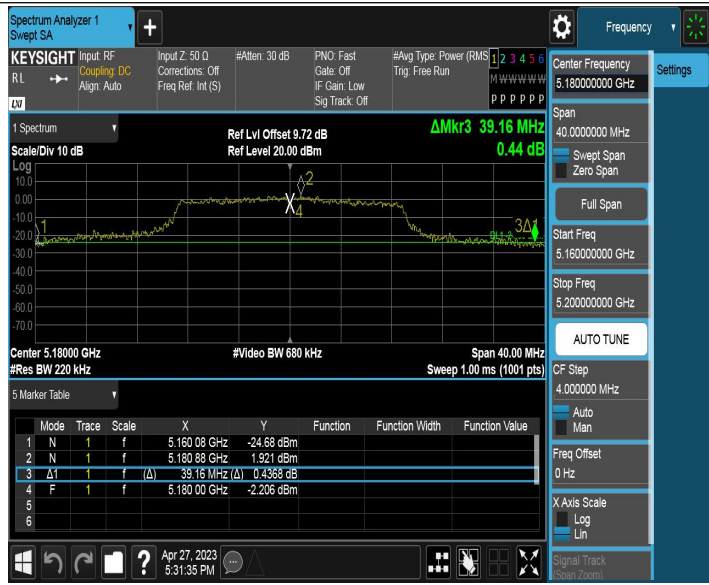 Spectrum Analyzer 1
Swept SA
+
Frequency
KEYSIGHT
Input: RF
Input Z: 50 Ω
#Atten: 30 dB
PNO: Fast
#Avg Type: Power (RMS
1 2 3 4 5 6
RL
Coupling: DC
Corrections: Off
Gate: Off
Trig: Free Run
Align: Auto
Freq Ref: Int (S)
IF Gain: Low
M W W W W W
Sig Track: Off
P P P P P P
LXI
Center Frequency
5.180000000 GHz
Settings
Span
40.0000000 MHz
Swept Span
Zero Span
Full Span
Start Freq
5.160000000 GHz
Stop Freq
5.200000000 GHz
AUTO TUNE
CF Step
4.000000 MHz
Auto
Man
Freq Offset
0 Hz
X Axis Scale
Log
Lin
Signal Track
(Span Zoom)
1 Spectrum
Ref Lvl Offset 9.72 dB
ΔMkr3 39.16 MHz
Scale/Div 10 dB
Ref Level 20.00 dBm
0.44 dB
Log
10.0
0.00
-10.0
-20.0
-30.0
-40.0
-50.0
-60.0
-70.0
1
2
4
3Δ1
Center 5.18000 GHz
#Video BW 680 kHz
Span 40.00 MHz
#Res BW 220 kHz
Sweep 1.00 ms (1001 pts)
5 Marker Table
Mode Trace Scale X Y Function Function Width Function Value
1 N 1 f 5.160 08 GHz -24.68 dBm
2 N 1 f 5.180 88 GHz 1.921 dBm
3 Δ1 1 f (Δ) 39.16 MHz (Δ) 0.4368 dB
4 F 1 f 5.180 00 GHz -2.206 dBm
5
6
?
Apr 27, 2023
5:31:35 PM